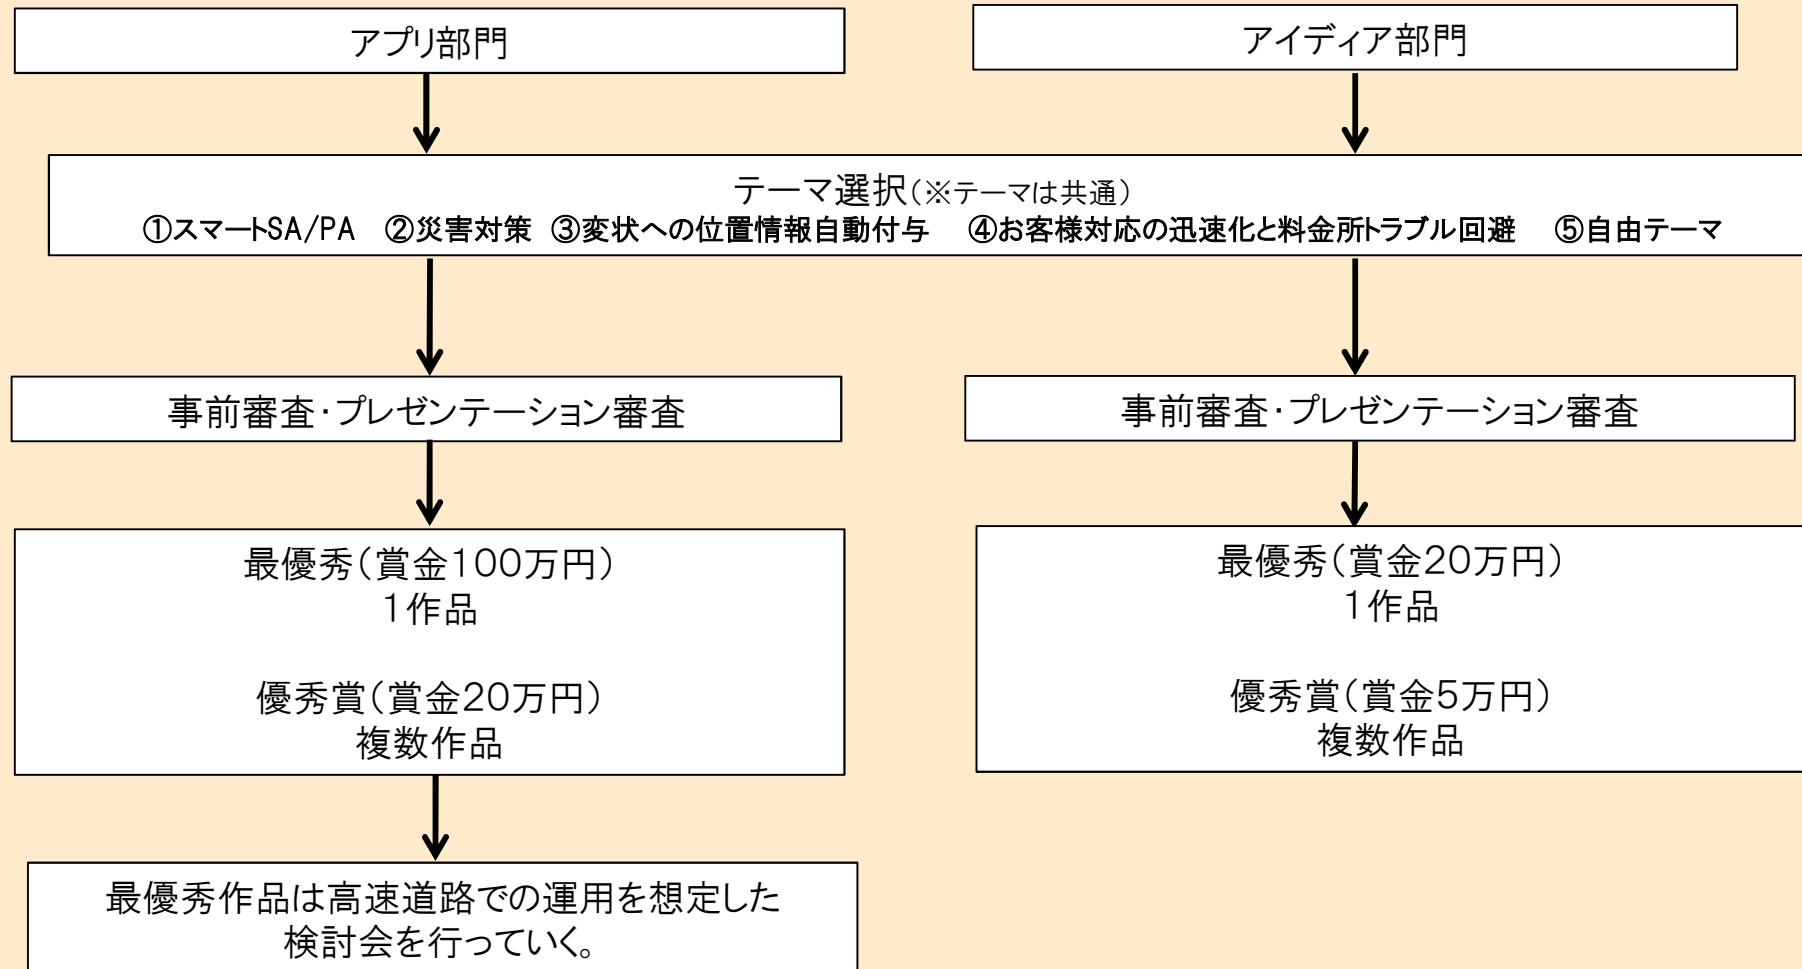 アプリ部門
アイディア部門
テーマ選択(※テーマは共通)
①スマートSA/PA ②災害対策 ③変状への位置情報自動付与 ④お客様対応の迅速化と料金所トラブル回避 ⑤自由テーマ
事前審査・プレゼンテーション審査
事前審査・プレゼンテーション審査
最優秀(賞金100万円)
1作品
優秀賞(賞金20万円)
複数作品
最優秀(賞金20万円)
1作品
優秀賞(賞金5万円)
複数作品
最優秀作品は高速道路での運用を想定した
検討会を行っていく。